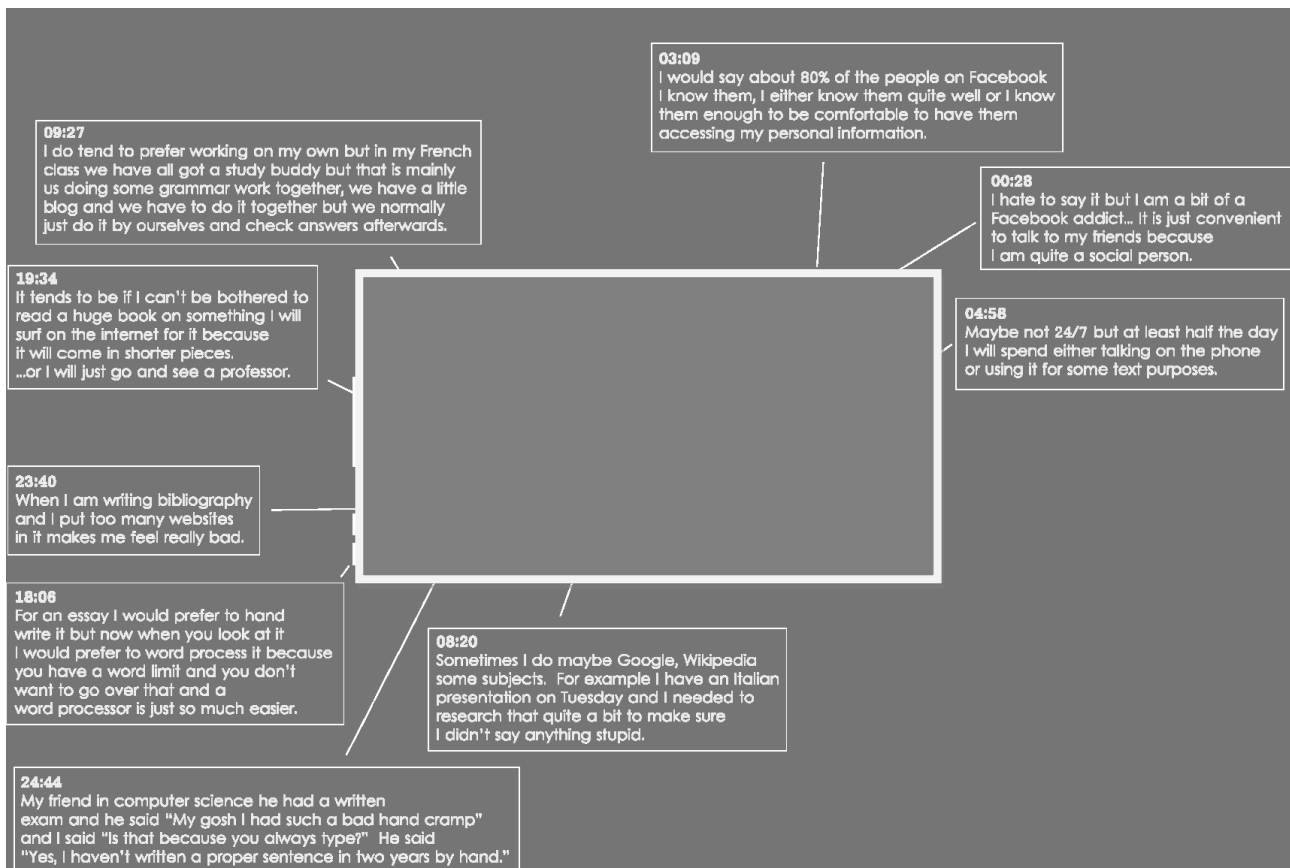 03:09
I would say about 80% of the people on Facebook
I know them, I either know them quite well or I know
them enough to be comfortable to have them
accessing my personal information.
09:27
I do tend to prefer working on my own but in my French
class we have all got a study buddy but that is mainly
us doing some grammar work together, we have a little
blog and we have to do it together but we normally
just do it by ourselves and check answers afterwards.
00:28
I hate to say it but I am a bit of a
Facebook addict... It is just convenient
to talk to my friends because
I am quite a social person.
19:34
It tends to be if I can't be bothered to
read a huge book on something I will
surf on the internet for it because
it will come in shorter pieces.
...or I will just go and see a professor.
04:58
Maybe not 24/7 but at least half the day
I will spend either talking on the phone
or using it for some text purposes.
23:40
When I am writing bibliography
and I put too many websites
in it makes me feel really bad.
18:06
For an essay I would prefer to hand
write it but now when you look at it
I would prefer to word process it because
you have a word limit and you don't
want to go over that and a
word processor is just so much easier.
08:20
Sometimes I do maybe Google, Wikipedia
some subjects.  For example I have an Italian
presentation on Tuesday and I needed to
research that quite a bit to make sure
I didn't say anything stupid.
24:44
My friend in computer science he had a written
exam and he said “My gosh I had such a bad hand cramp”
and I said “Is that because you always type?”  He said
“Yes, I haven't written a proper sentence in two years by hand.”